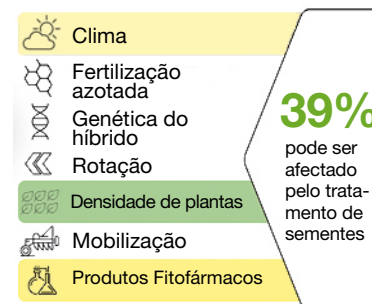 Clima
Fertilização
azotada
Genética do
híbrido
Rotação
Densidade de plantas
Mobilização
Produtos Fitofármacos
39%
pode ser
afectado
pelo trata-
mento de
sementes